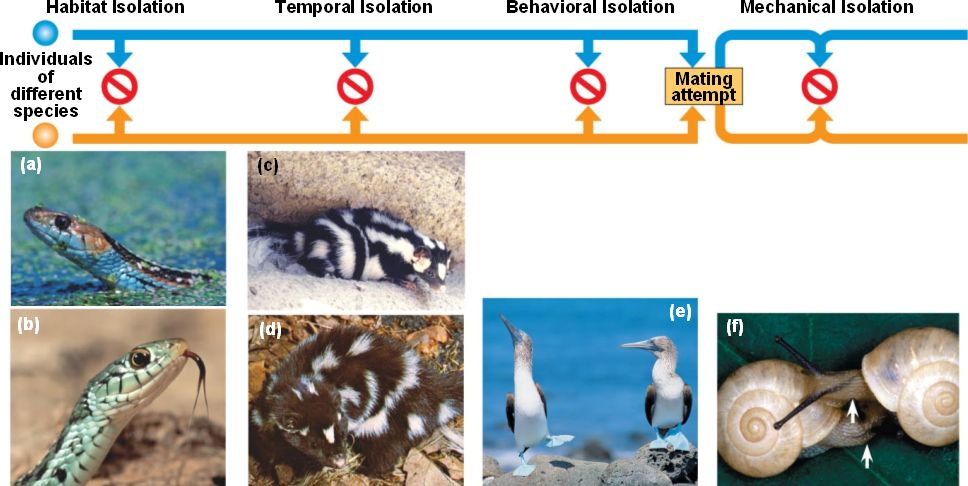 Habitat Isolation
Temporal Isolation
Behavioral Isolation
Mechanical Isolation
Individuals
of
different
species
Mating
attempt
(a)
(b)
(c)
(d)
(e)
(f)